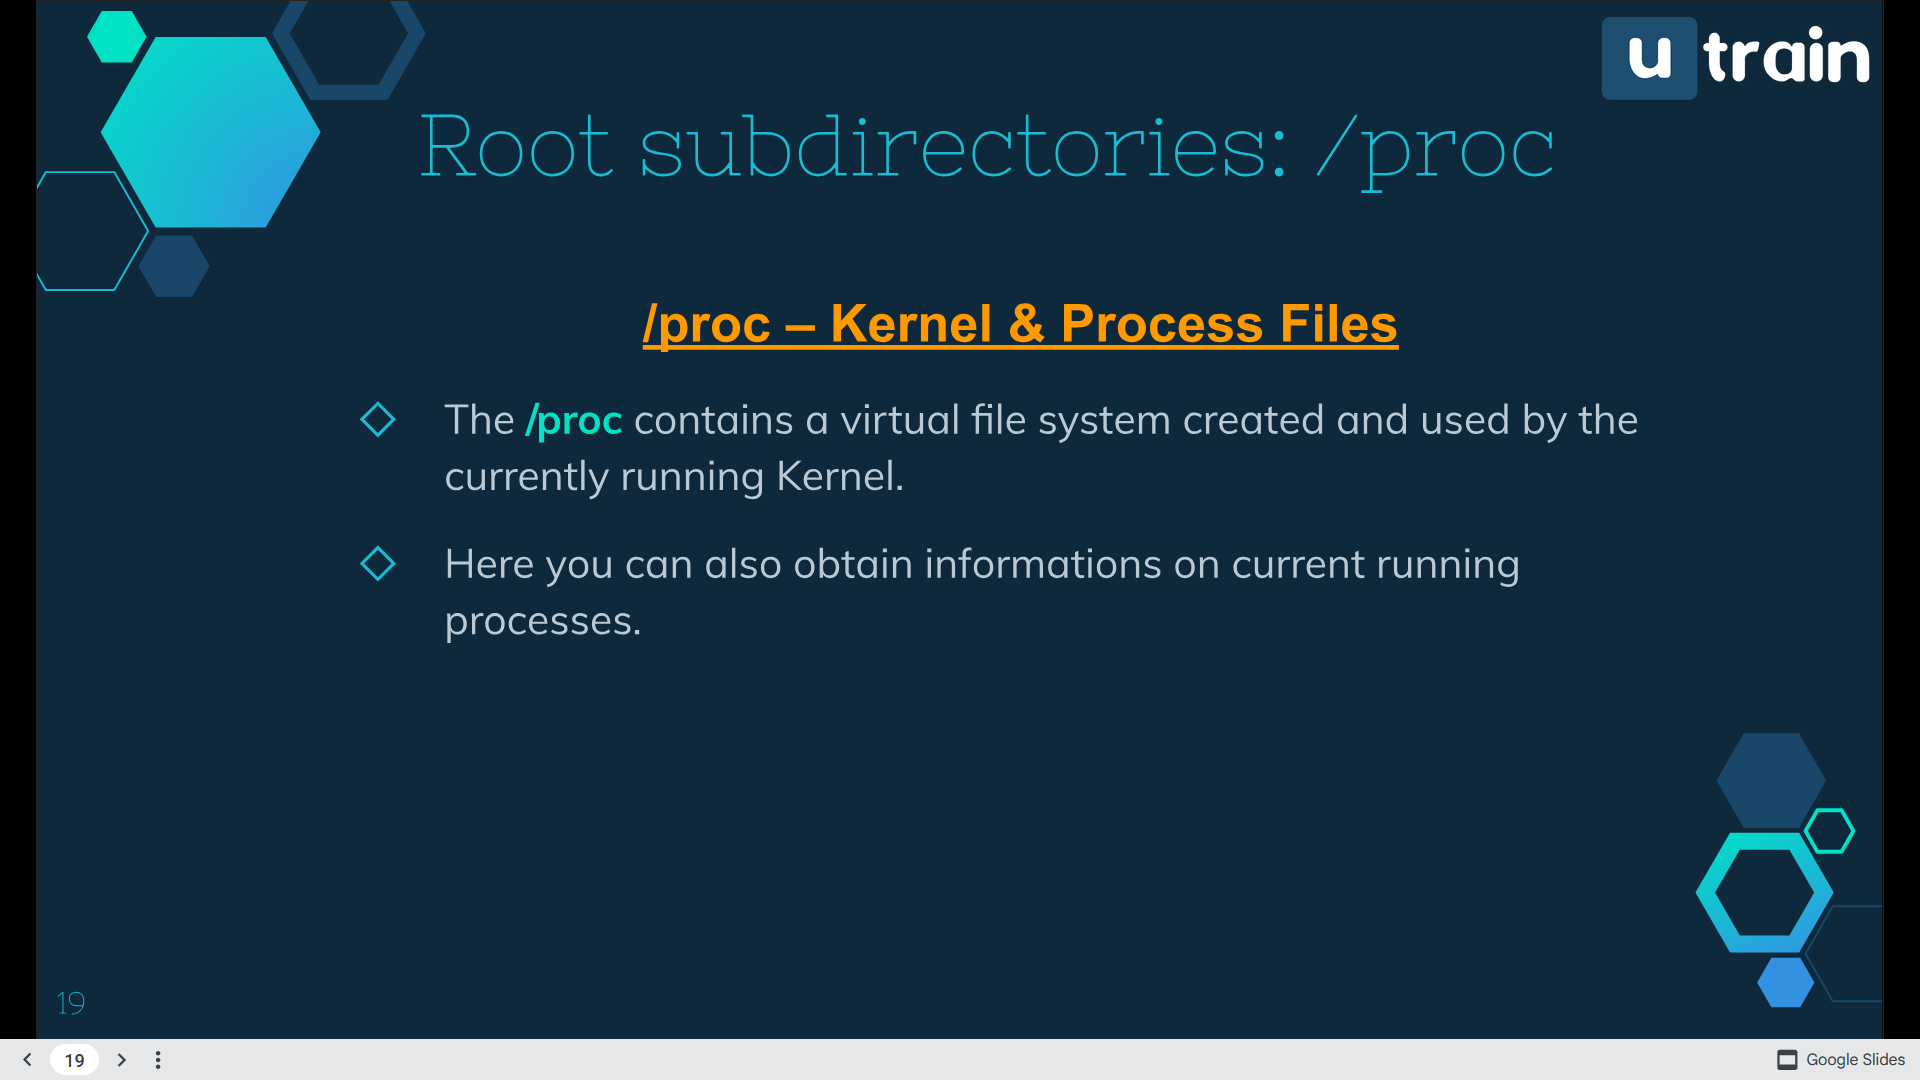 u train
Root subdirectories: /proc
/proc – Kernel & Process Files
The /proc contains a virtual file system created and used by the
currently running Kernel.
Here you can also obtain informations on current running
processes.
19
19
Google Slides